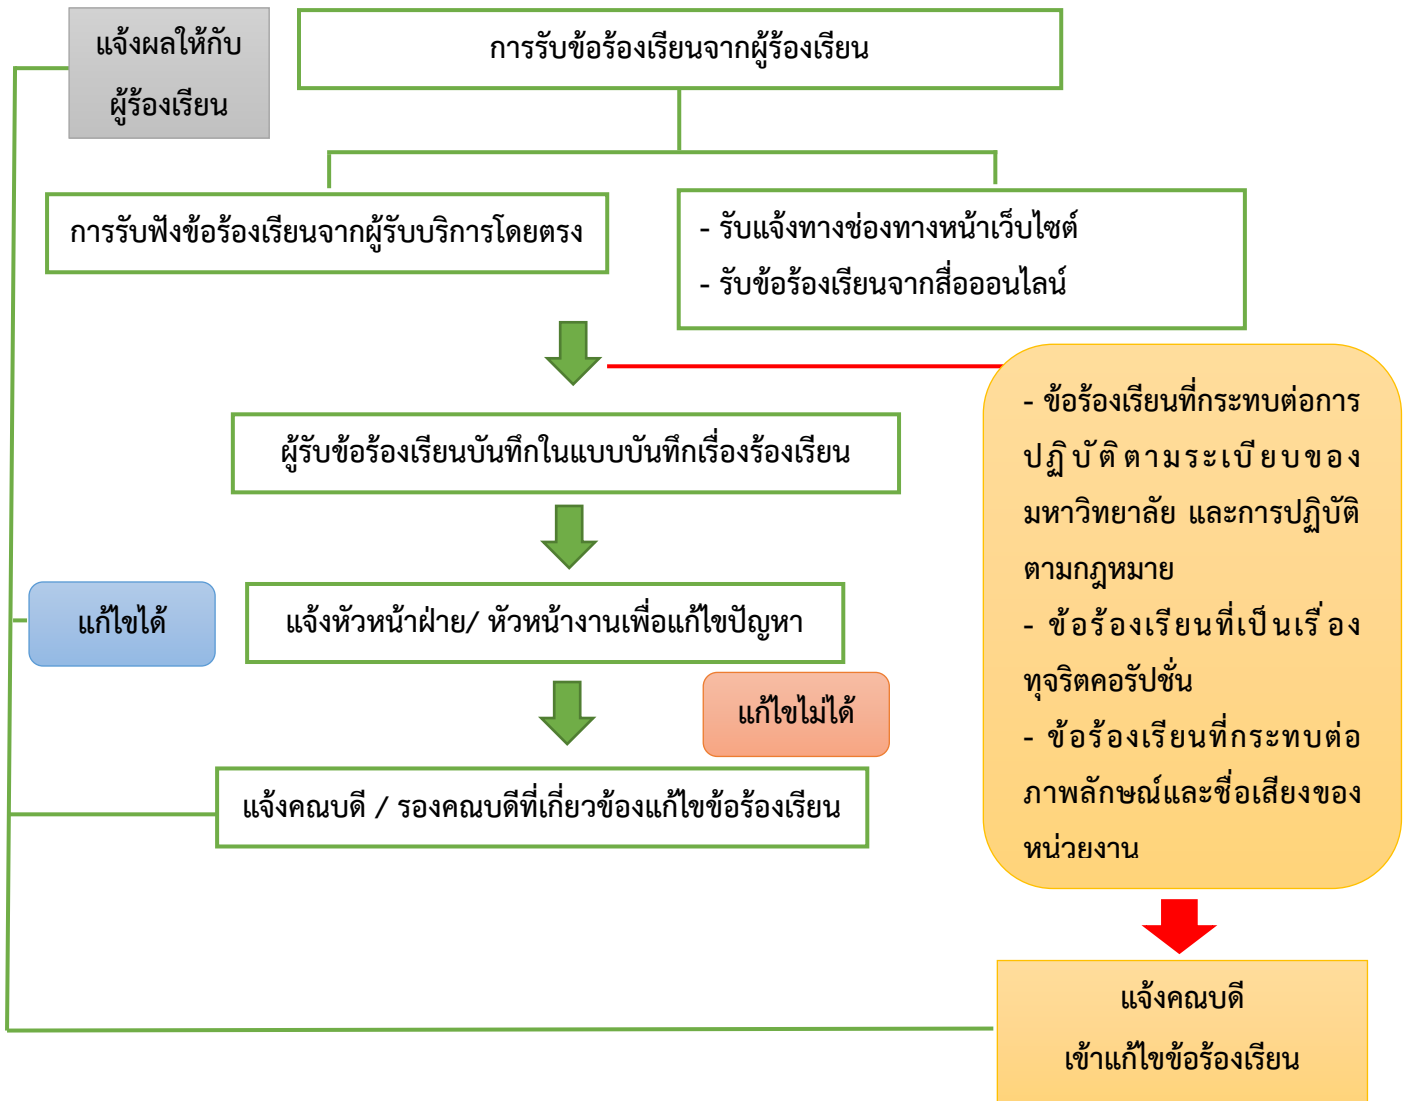 แจ้งผลให้กับ
ผู้ร้องเรียน
การรับข้อร้องเรียนจากผู้ร้องเรียน
การรับฟังข้อร้องเรียนจากผู้รับบริการโดยตรง
- รับแจ้งทางช่องทางหน้าเว็บไซต์
- รับข้อร้องเรียนจากสื่อออนไลน์
ผู้รับข้อร้องเรียนบันทึกในแบบบันทึกเรื่องร้องเรียน
แก้ไขได้
แจ้งหัวหน้าฝ่าย/ หัวหน้างานเพื่อแก้ไขปัญหา
แก้ไขไม่ได้
แจ้งคณบดี / รองคณบดีที่เกี่ยวข้องแก้ไขข้อร้องเรียน
- ข้อร้องเรียนที่กระทบต่อการ
ปฏิบัติตามระเบียบของ
มหาวิทยาลัย และการปฏิบัติ
ตามกฎหมาย
- ข้อร้องเรียนที่เป็นเรื่อง
ทุจริตคอรัปชั่น
- ข้อร้องเรียนที่กระทบต่อ
ภาพลักษณ์และชื่อเสียงของ
หน่วยงาน
แจ้งคณบดี
เข้าแก้ไขข้อร้องเรียน